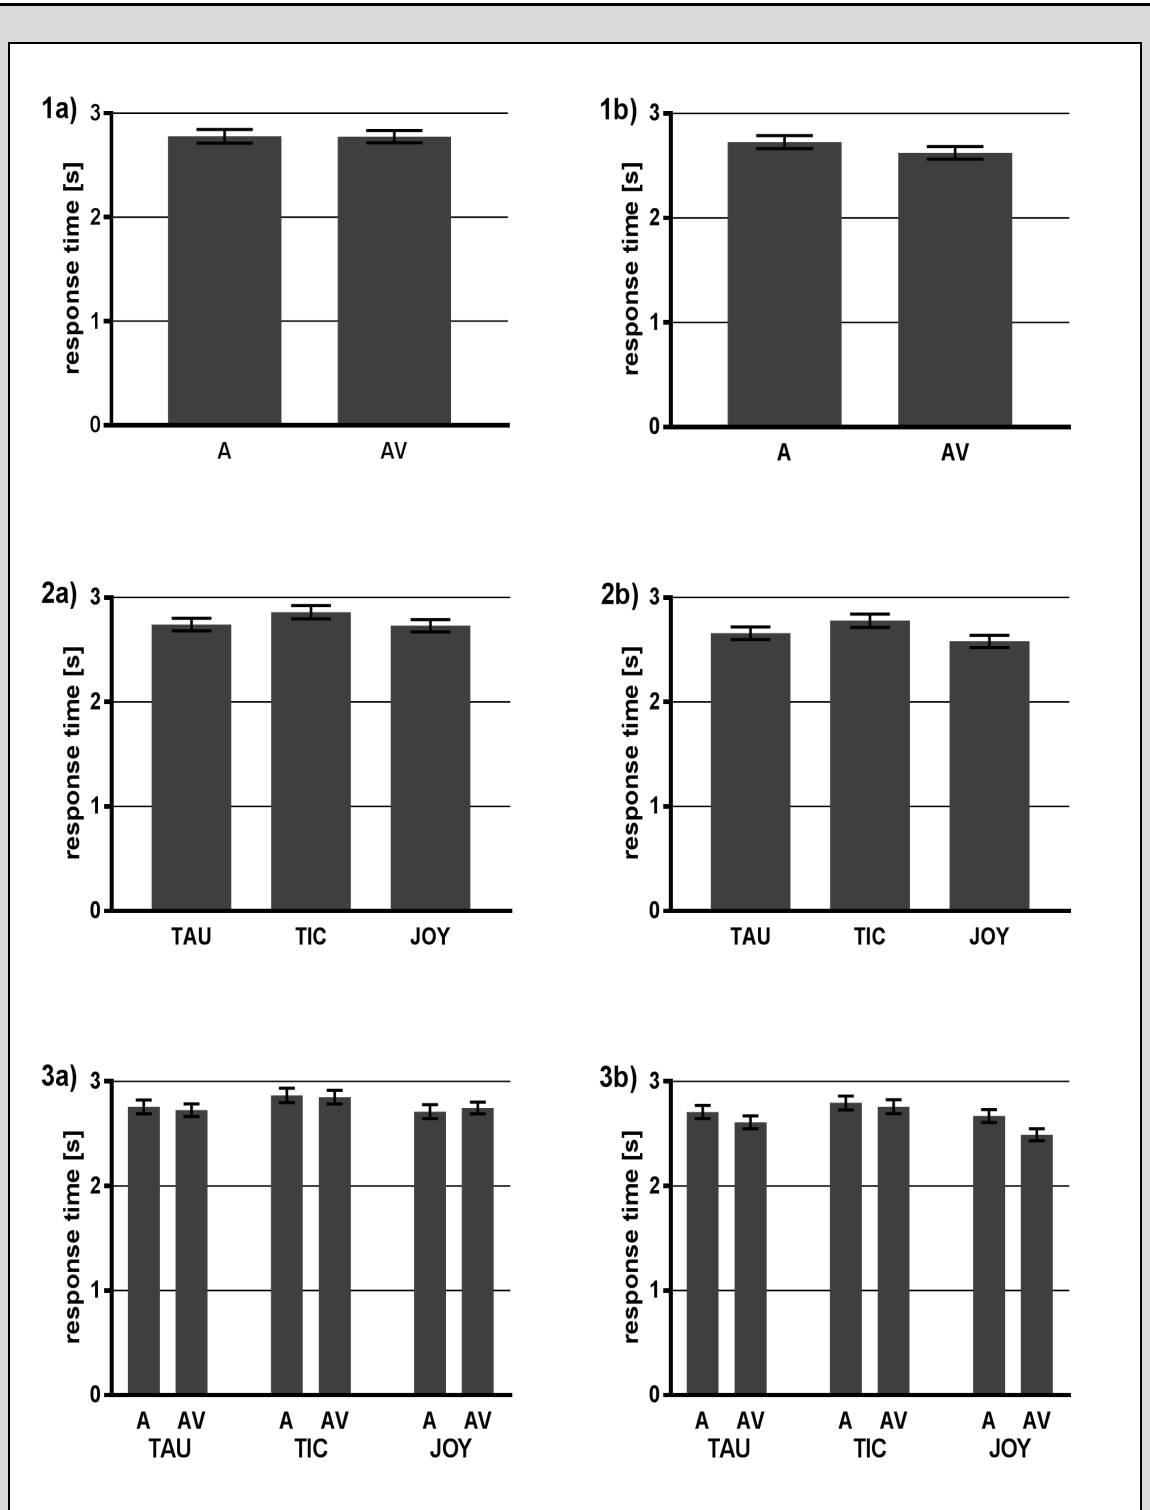 1a) 3
response time [s]
2
1
0
A AV
1b) 3
response time [s]
2
1
0
A AV
2a) 3
response time [s]
2
1
0
TAU TIC JOY
2b) 3
response time [s]
2
1
0
TAU TIC JOY
3a) 3
response time [s]
2
1
0
A AV A AV A AV
TAU TIC JOY
3b) 3
response time [s]
2
1
0
A AV A AV A AV
TAU TIC JOY